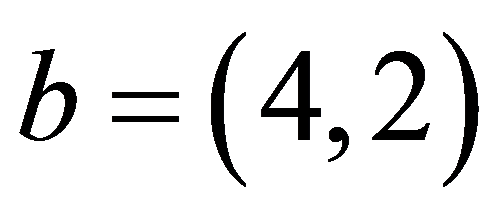 b = (4,2)